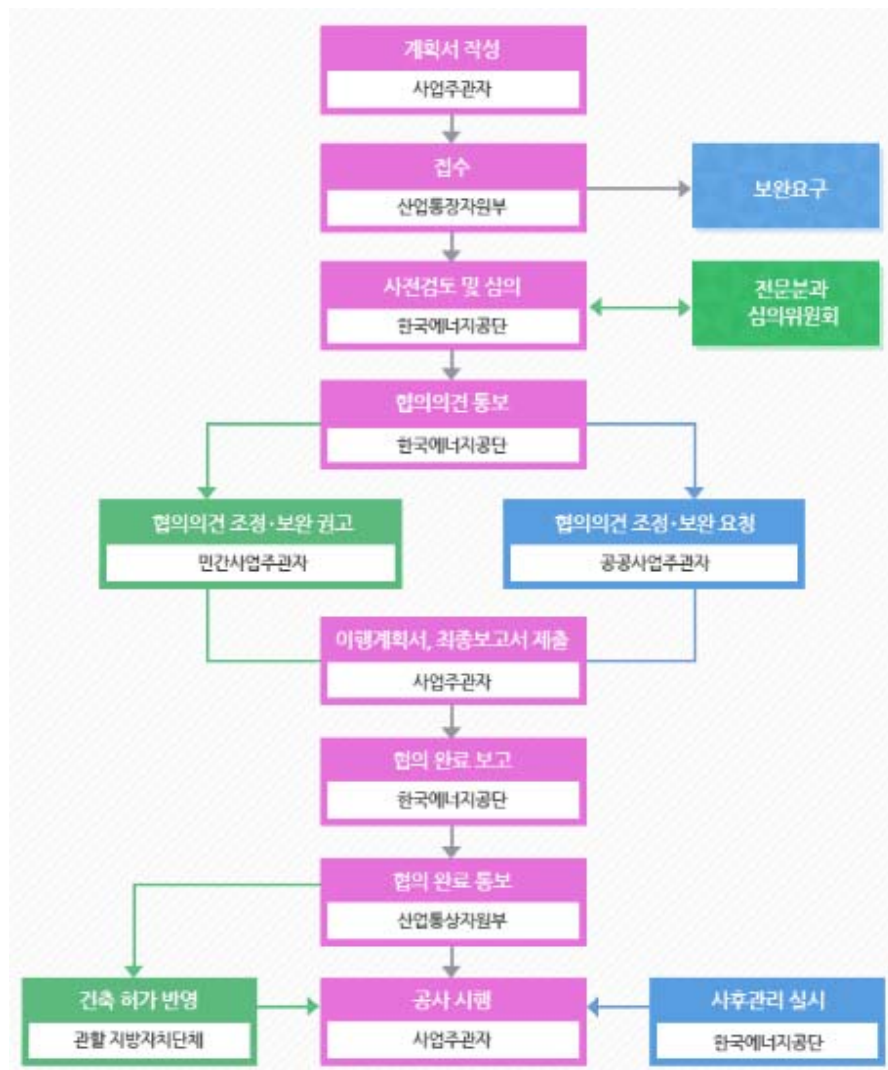 계획서 작성
사업주관자
접수
산업통장자원부
보완요구
사전검토 및 심의
한국에너지공단
전문분과
심의위원회
협의의견 통보
한국에너지공단
협의의견 조정·보완 권고
민간사업주관자
협의의견 조정·보완 요청
공공사업주관자
이행계획서, 최종보고서 제출
사업주관자
협의 완료 보고
한국에너지공단
협의 완료 통보
산업통상자원부
건축 허가 반영
관할 지방자치단체
공사 시행
사업주관자
사후관리 실시
한국에너지공단